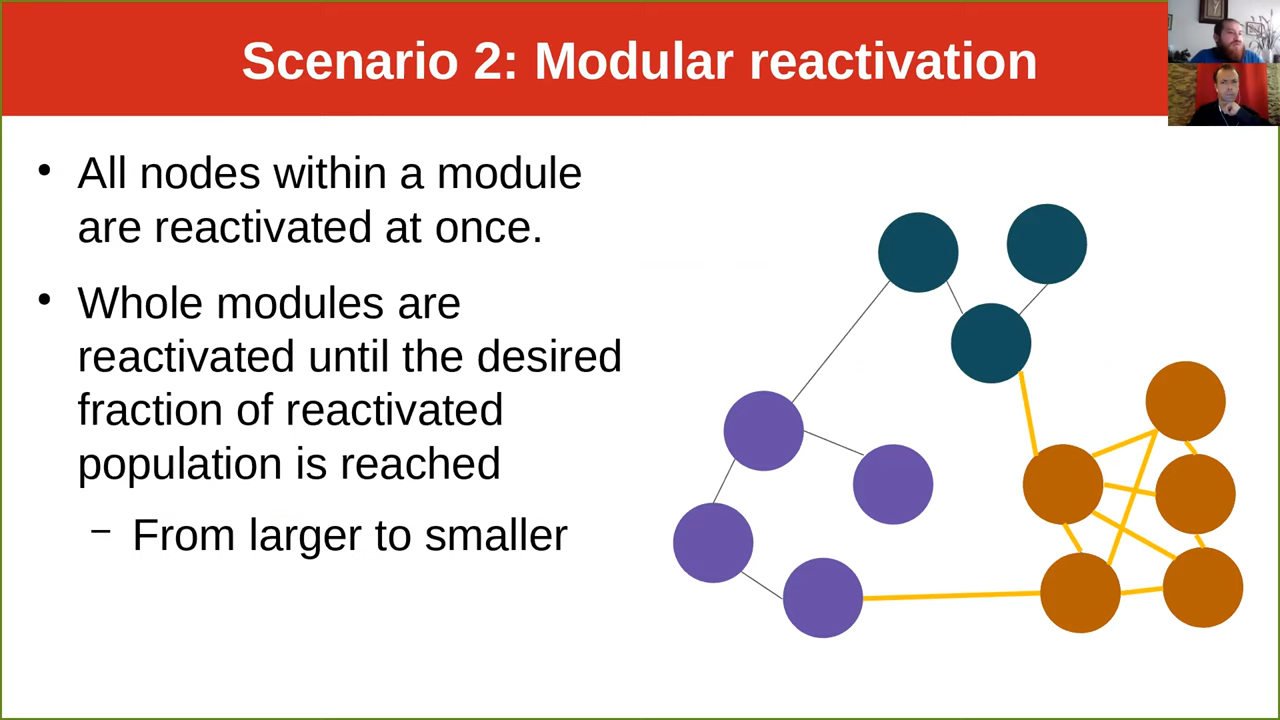 Scenario 2: Modular reactivation
• All nodes within a module
are reactivated at once.
• Whole modules are
reactivated until the desired
fraction of reactivated
population is reached
– From larger to smaller